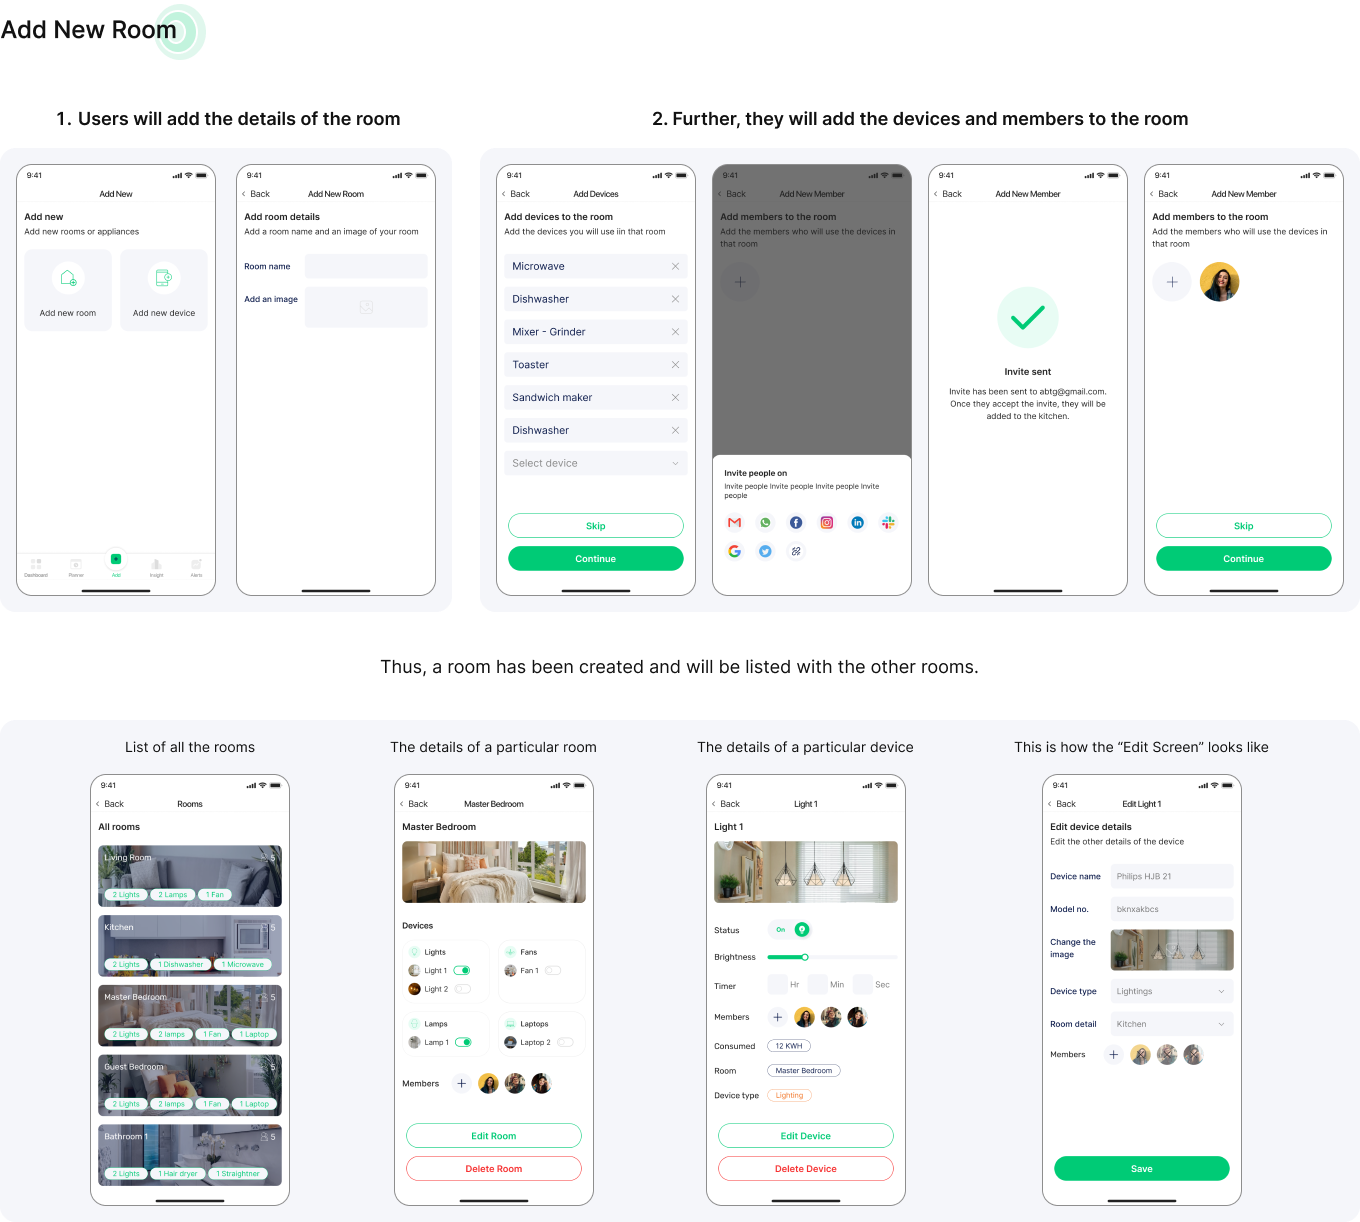 Add New Room
1. Users will add the details of the room
2. Further, they will add the devices and members to the room
9:41
Add New
Add new
Add new rooms or appliances
Add new room
Add new device
Dashboard
Planner
Add
Insight
Alerts
9:41
Back
Add New Room
Add room details
Add a room name and an image of your room
Room name
Add an image
9:41
Back
Add Devices
Add devices to the room
Add the devices you will use iin that room
Microwave
Dishwasher
Mixer - Grinder
Toaster
Sandwich maker
Dishwasher
Select device
Skip
Continue
9:41
Back
Add New Member
Add members to the room
Add the members who will use the devices in
that room
Invite people on
Invite people Invite people Invite people Invite
people
9:41
Back
Add New Member
Invite sent
Invite has been sent to abtg@gmail.com.
Once they accept the invite, they will be
added to the kitchen.
9:41
Back
Add New Member
Add members to the room
Add the members who will use the devices in
that room
Skip
Continue
Thus, a room has been created and will be listed with the other rooms.
List of all the rooms
9:41
Back
Rooms
All rooms
Living Room
5
2 Lights
2 Lamps
1 Fan
Kitchen
5
2 Lights
1 Dishwasher
1 Microwave
Master Bedroom
5
2 Lights
2 lamps
1 Fan
1 Laptop
Guest Bedroom
5
2 Lights
2 lamps
1 Fan
1 Laptop
Bathroom 1
5
2 Lights
1 Hair dryer
1 Straightner
The details of a particular room
9:41
Back
Master Bedroom
Master Bedroom
Devices
Lights
Light 1
Light 2
Fans
Fan 1
Lamps
Lamp 1
Laptops
Laptop 2
Members
Edit Room
Delete Room
The details of a particular device
9:41
Back
Light 1
Light 1
Status
On
Brightness
Timer
Hr
Min
Sec
Members
Consumed
12 KWH
Room
Master Bedroom
Device type
Lighting
Edit Device
Delete Device
This is how the “Edit Screen” looks like
9:41
Back
Edit Light 1
Edit device details
Edit the other details of the device
Device name
Philips HJB 21
Model no.
bknxakbcs
Change the
image
Device type
Lightings
Room detail
Kitchen
Members
Save